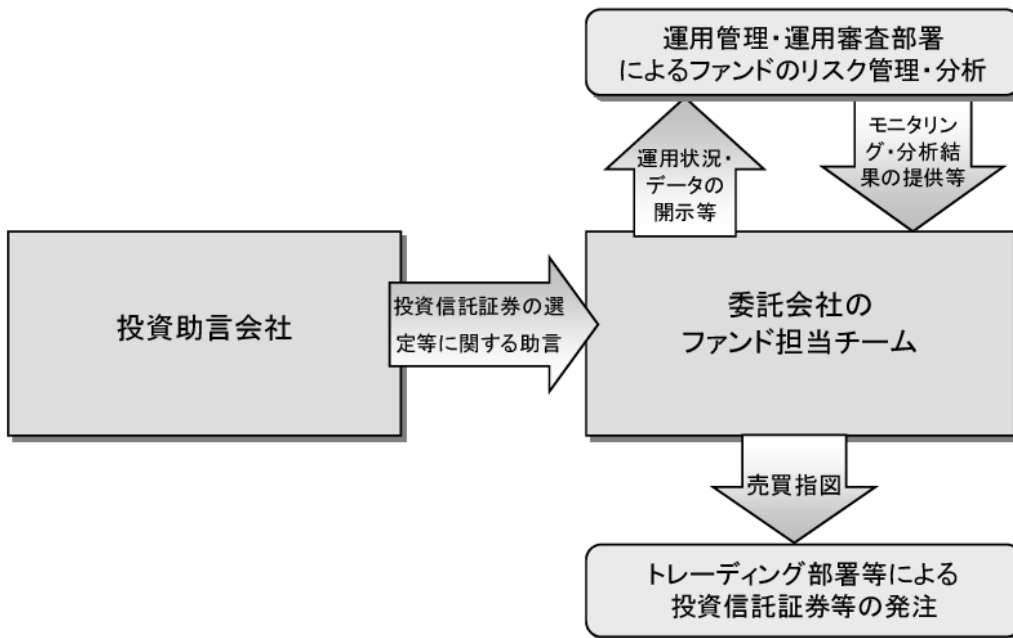 運用管理・運用審査部署
によるファンドのリスク管理・分析
運用状況・
データの
開示等
モニタリン
グ・分析結
果の提供等
投資助言会社
投資信託証券の選
定等に関する助言
委託会社の
ファンド担当チーム
売買指図
トレーディング部署等による
投資信託証券等の発注